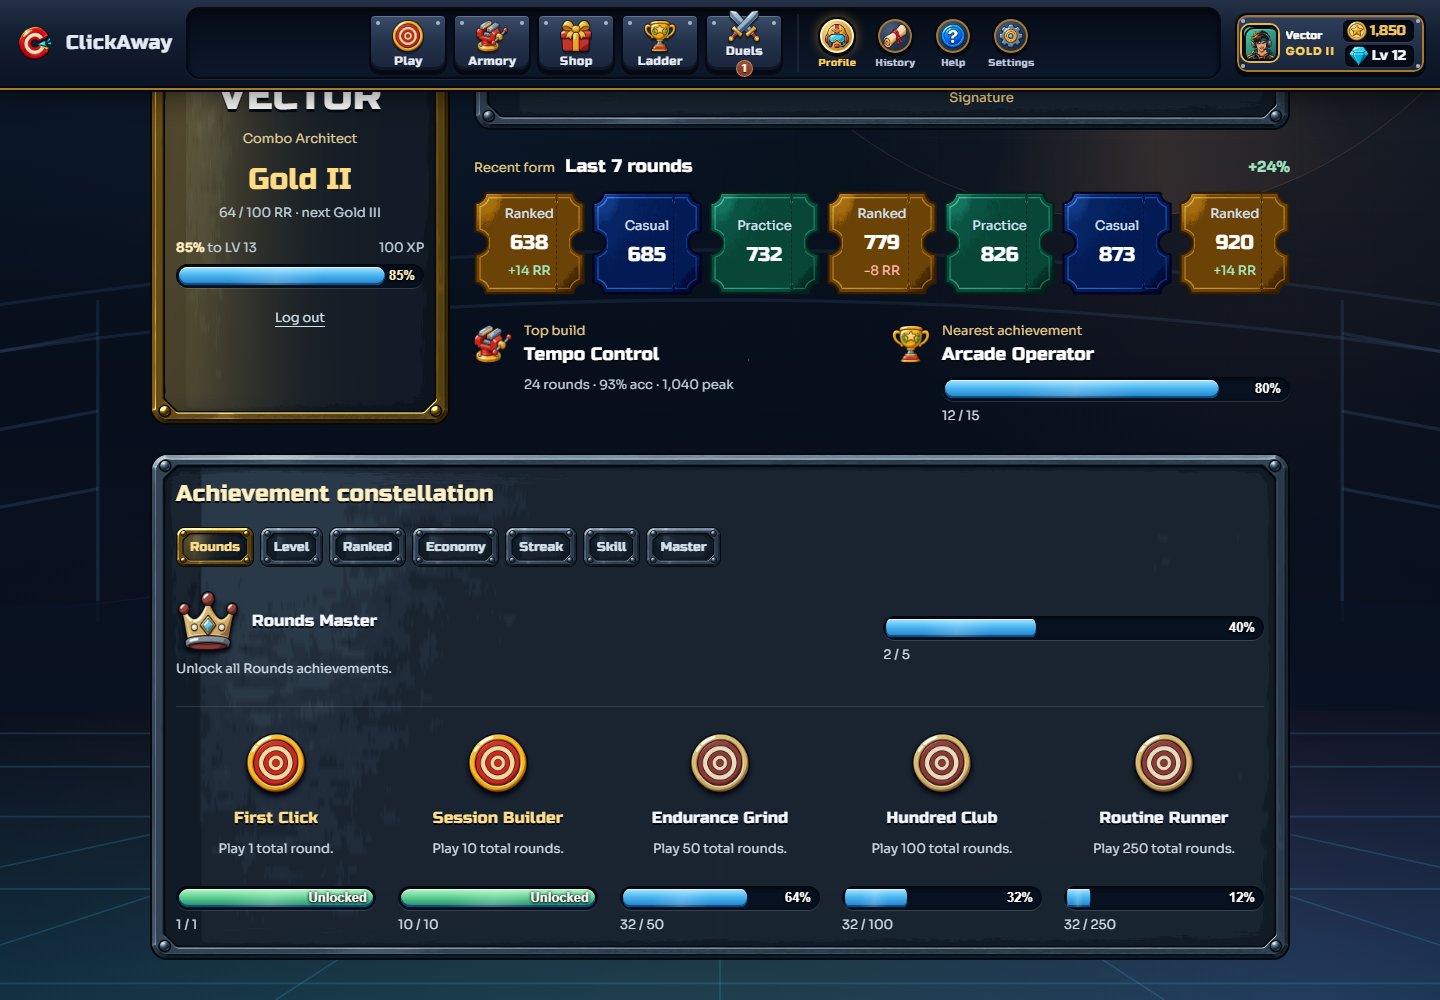 ClickAway
Play
Armory
Shop
Ladder
Duels
1
Profile
History
Help
Settings
Vector
GOLD II
1,850
Lv 12
VECTOR
Combo Architect
Gold II
64 / 100 RR · next Gold III
85% to LV 13
100 XP
85%
Log out
Signature
Recent form Last 7 rounds
+24%
Ranked
638
+14 RR
Casual
685
Practice
732
Ranked
779
-8 RR
Practice
826
Casual
873
Ranked
920
+14 RR
Top build
Tempo Control
24 rounds · 93% acc · 1,040 peak
Nearest achievement
Arcade Operator
80%
12 / 15
Achievement constellation
Rounds
Level
Ranked
Economy
Streak
Skill
Master
Rounds Master
Unlock all Rounds achievements.
40%
2 / 5
First Click
Play 1 total round.
Unlocked
1 / 1
Session Builder
Play 10 total rounds.
Unlocked
10 / 10
Endurance Grind
Play 50 total rounds.
64%
32 / 50
Hundred Club
Play 100 total rounds.
32%
32 / 100
Routine Runner
Play 250 total rounds.
12%
32 / 250